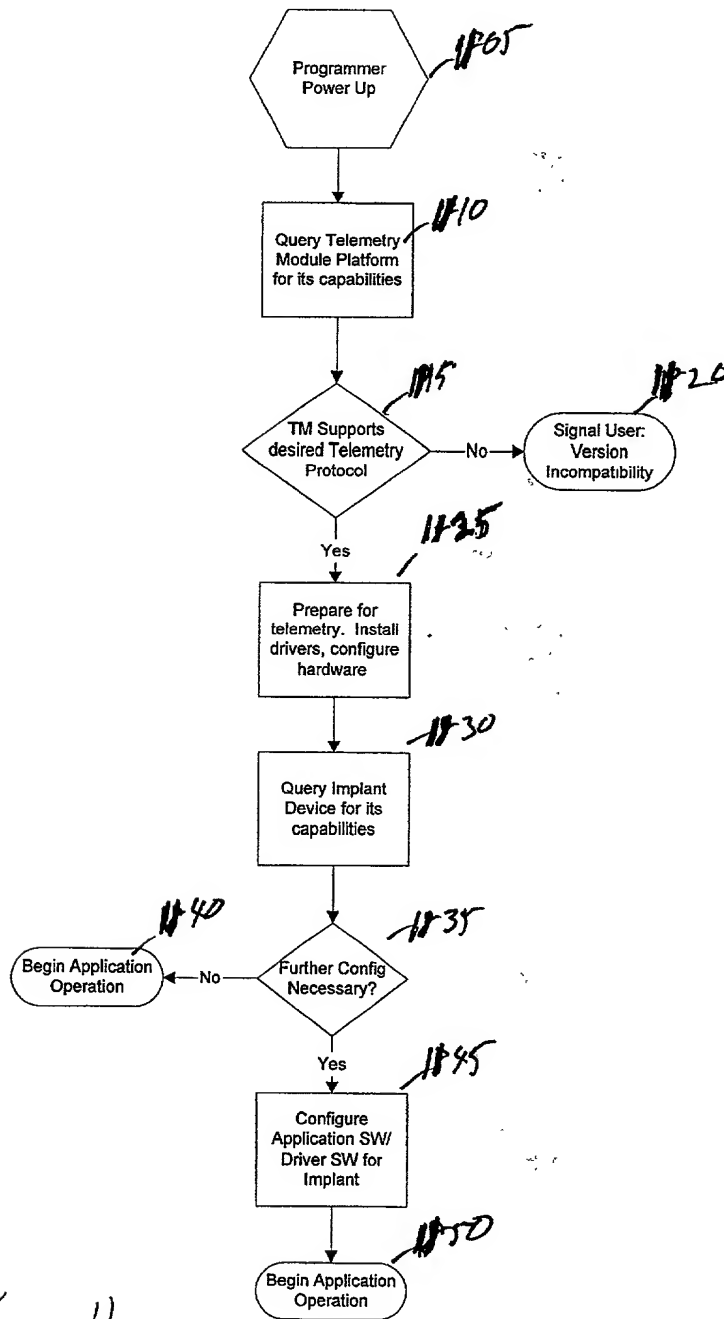 Programmer
Power Up
Query Telemetry
Module Platform
for its capabilities
TM Supports
desired Telemetry
Protocol
No
Signal User:
Version
Incompatibility
Yes
Prepare for
telemetry. Install
drivers, configure
hardware
Query Implant
Device for its
capabilities
Further Config
Necessary?
No
Begin Application
Operation
Yes
Configure
Application SW/
Driver SW for
Implant
Begin Application
Operation